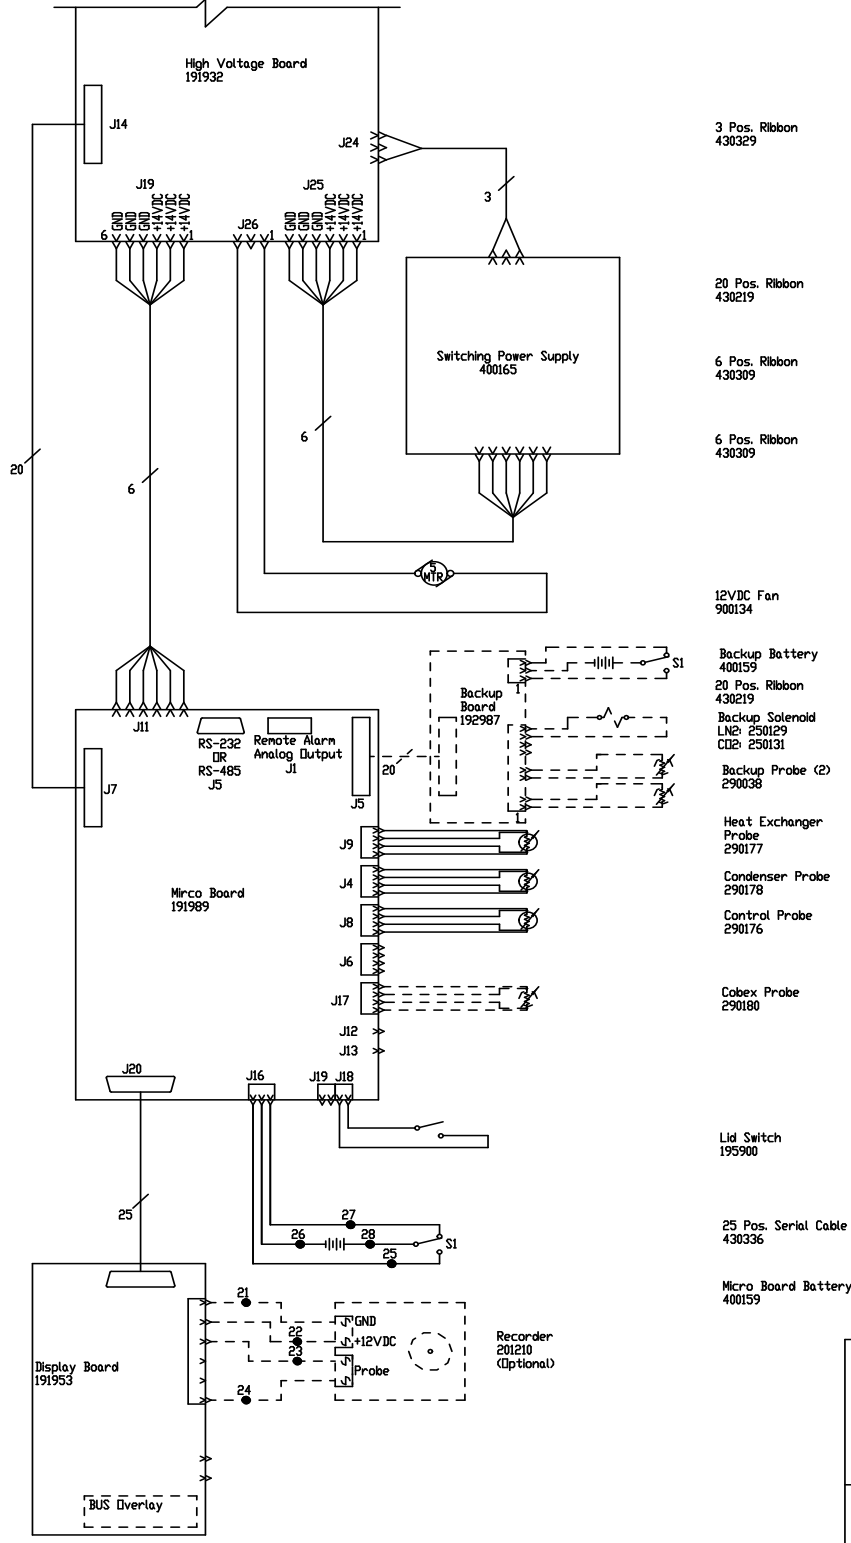 High Voltage Board
191932
J14
J24
3 Pos. Ribbon
430329
J19
GND
GND
GND
+14VDC
+14VDC
+14VDC
6
1
J26
1
J25
GND
GND
GND
+14VDC
+14VDC
+14VDC
1
3
20 Pos. Ribbon
430219
Switching Power Supply
400165
6 Pos. Ribbon
430309
6 Pos. Ribbon
430309
20
6
6
5
MTR
12VDC Fan
900134
Backup
Board
192987
1
S1
Backup Battery
400159
20 Pos. Ribbon
430219
Backup Solenoid
LN2: 250129
CO2: 250131
Backup Probe (2)
290038
1
J11
RS-232
OR
RS-485
J5
Remote Alarm
Analog Output
J1
J5
20
J7
J9
Heat Exchanger
Probe
290177
Mirco Board
191989
J4
Condenser Probe
290178
J8
Control Probe
290176
J6
J17
Cobex Probe
290180
J12
J13
J20
J16
J19
J18
Lid Switch
195900
25
27
26
28
S1
25
25 Pos. Serial Cable
430336
Micro Board Battery
400159
21
22
23
24
GND
+12VDC
Probe
Recorder
201210
(Optional)
Display Board
191953
BUS Overlay